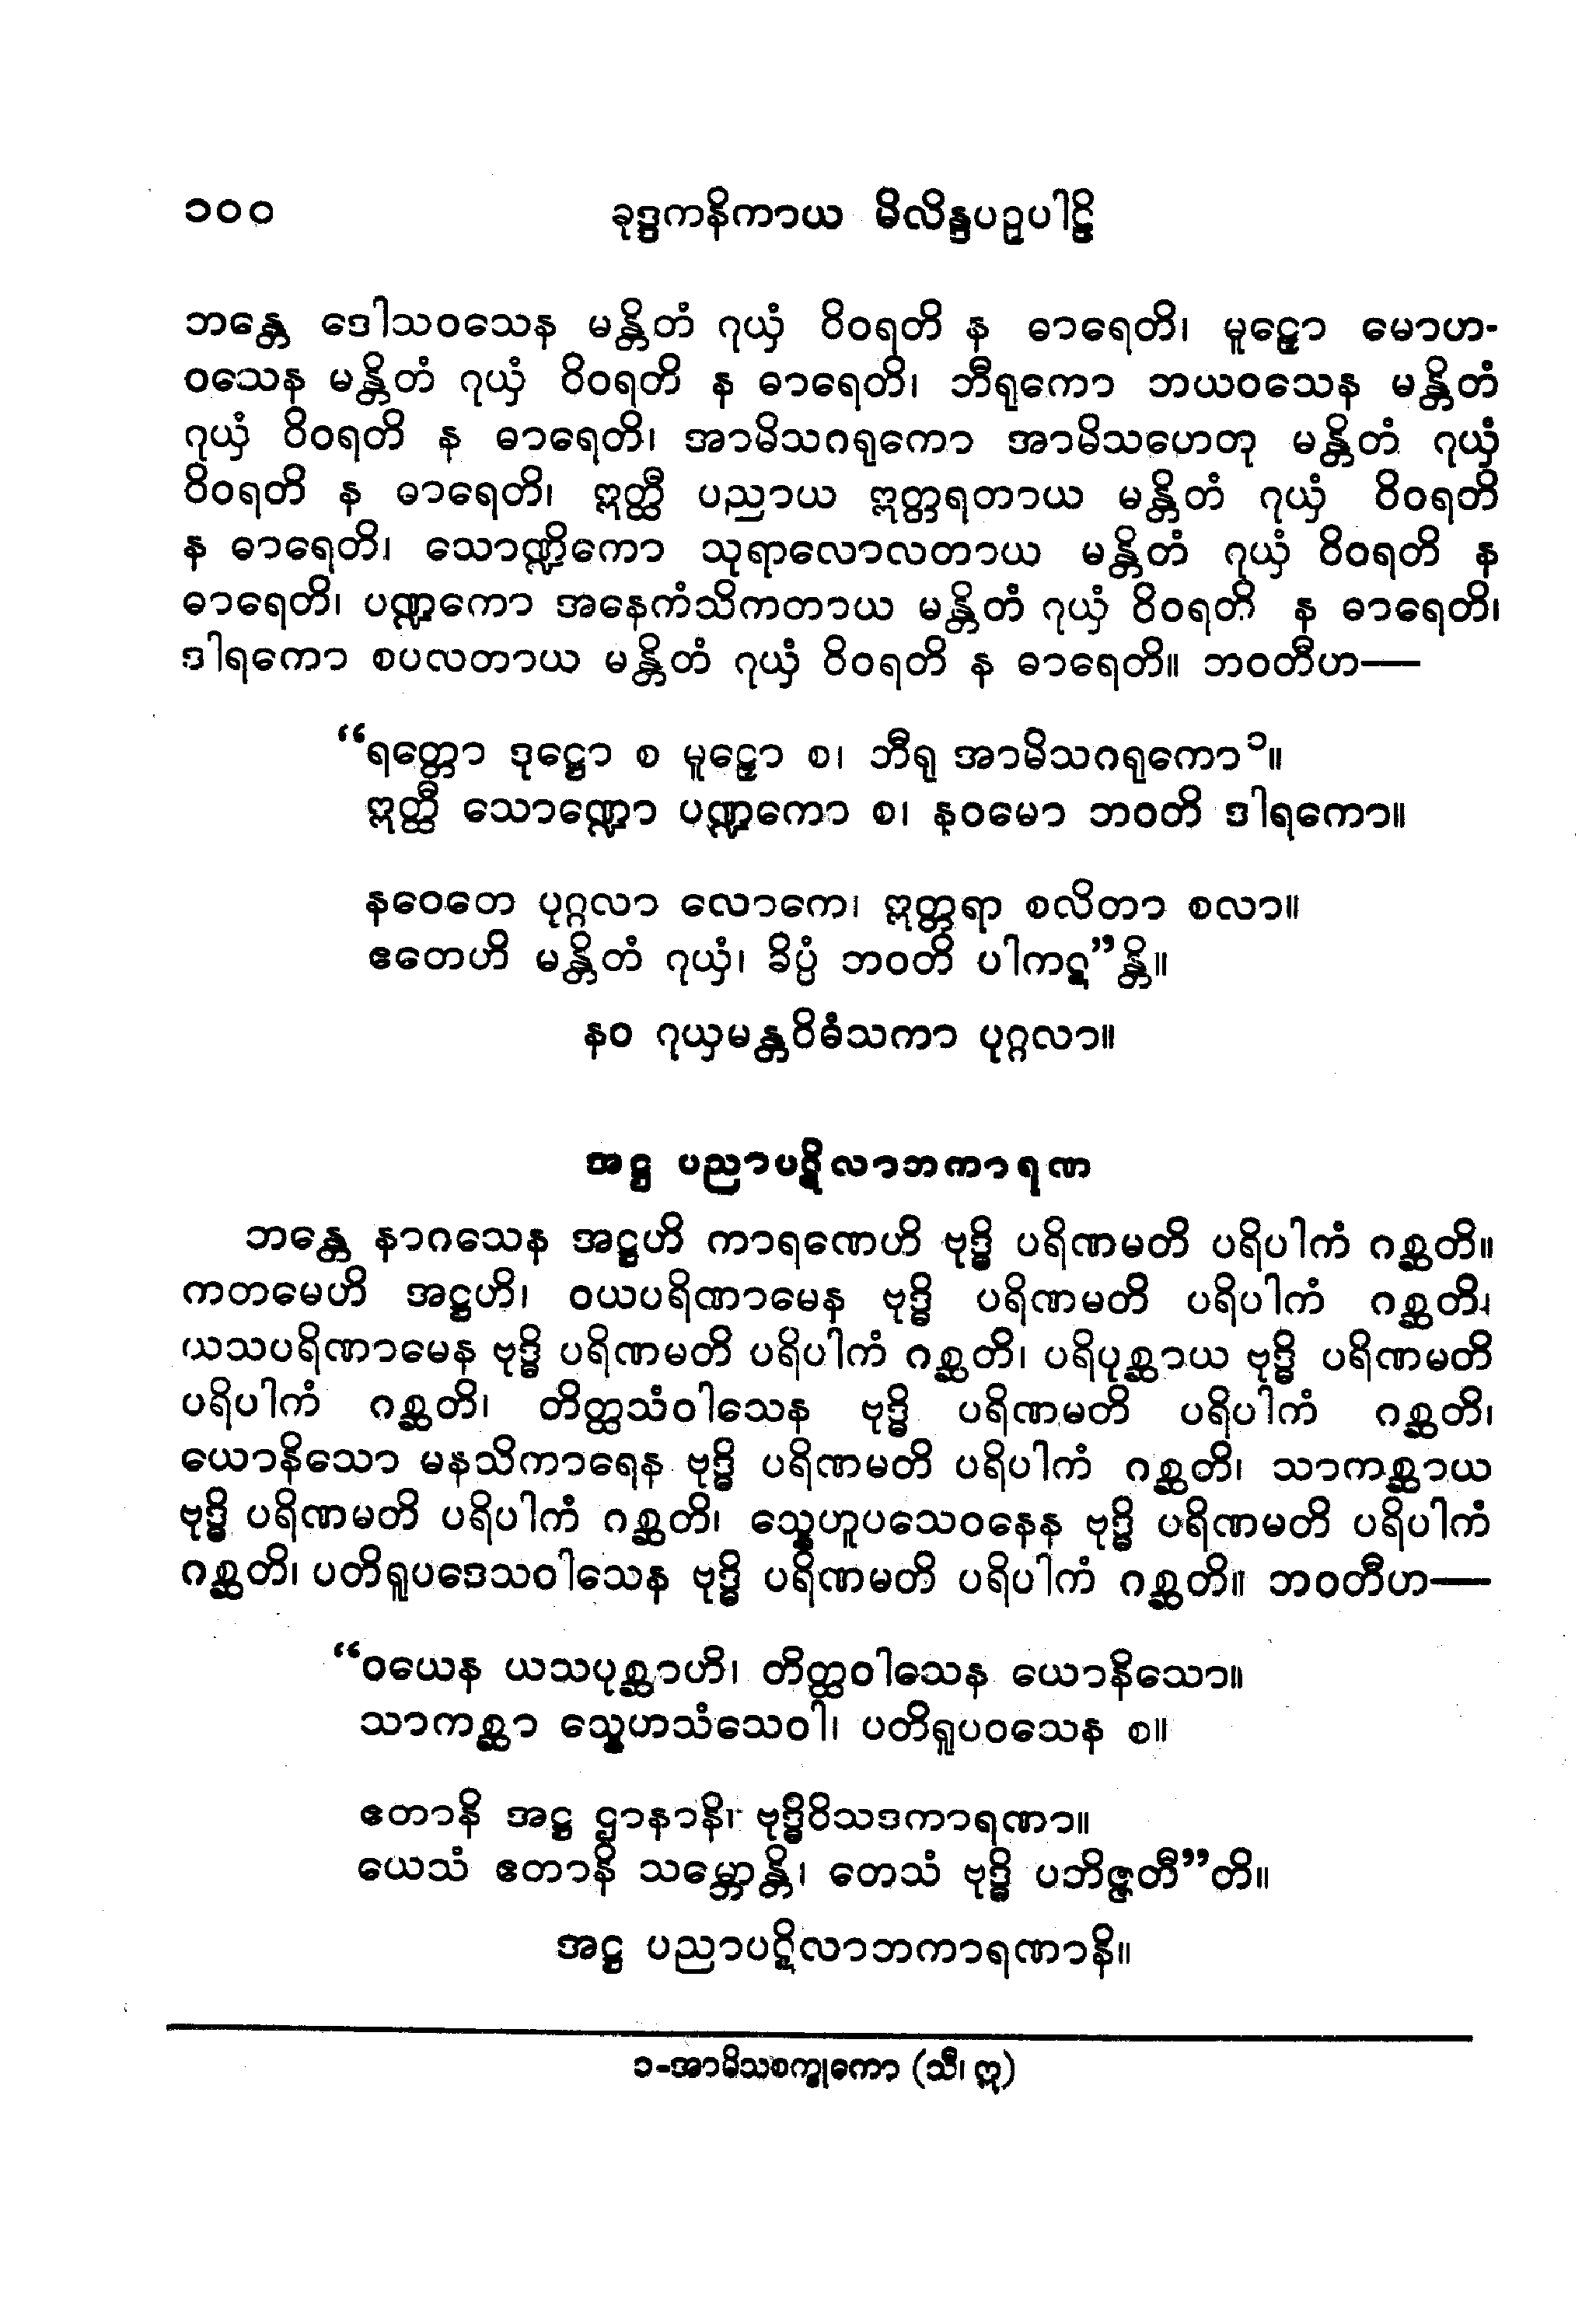 ၁၀၀ ခုဒ္ဒကနိကာယ မိလိန္ဒပဉှပါဠိ
ဘန္တေ ဒေါသဝသေန မန္တိတံ ဂုယှံ ဝိဝရတိ န ဓာရေတိ၊ မူဠှော မောဟ-
ဝသေန မန္တိတံ ဂုယှံ ဝိဝရတိ န ဓာရေတိ၊ ဘီရုကော ဘယဝသေန မန္တိတံ
ဂုယှံ ဝိဝရတိ န ဓာရေတိ၊ အာမိသဂရုကော အာမိသဟေတု မန္တိတံ ဂုယှံ
ဝိဝရတိ န ဓာရေတိ၊ ဣတ္ထီ ပညာယ ဣတ္တရတာယ မန္တိတံ ဂုယှံ ဝိဝရတိ
န ဓာရေတိ၊ သောဏ္ဍိကော သုရာလောလတာယ မန္တိတံ ဂုယှံ ဝိဝရတိ န
ဓာရေတိ၊ ပဏ္ဍကော အနေကံသိကတာယ မန္တိတံ ဂုယှံ ဝိဝရတိ န ဓာရေတိ၊
ဒါရကော စပလတာယ မန္တိတံ ဂုယှံ ဝိဝရတိ န ဓာရေတိ။ ဘဝတီဟ—
“ရတ္တော ဒုဋ္ဌော စ မူဠှော စ၊ ဘီရု အာမိသဂရုကော၁။
ဣတ္ထီ သောဏ္ဍော ပဏ္ဍကော စ၊ နဝမော ဘဝတိ ဒါရကော။
နဝေတေ ပုဂ္ဂလာ လောကေ၊ ဣတ္တရာ စလိတာ စလာ။
ဧတေဟိ မန္တိတံ ဂုယှံ၊ ခိပ္ပံ ဘဝတိ ပါကဋ”န္တိ။
နဝ ဂုယှမန္တဝိဓံသကာ ပုဂ္ဂလာ။
အဋ္ဌ ပညာပဋိလာဘကာရဏ
ဘန္တေ နာဂသေန အဋ္ဌဟိ ကာရဏေဟိ ဗုဒ္ဓိ ပရိဏမတိ ပရိပါကံ ဂစ္ဆတိ။
ကတမေဟိ အဋ္ဌဟိ၊ ဝယပရိဏာမေန ဗုဒ္ဓိ ပရိဏမတိ ပရိပါကံ ဂစ္ဆတိ၊
ယသပရိဏာမေန ဗုဒ္ဓိ ပရိဏမတိ ပရိပါကံ ဂစ္ဆတိ၊ ပရိပုစ္ဆာယ ဗုဒ္ဓိ ပရိဏမတိ
ပရိပါကံ ဂစ္ဆတိ၊ တိတ္ထသံဝါသေန ဗုဒ္ဓိ ပရိဏမတိ ပရိပါကံ ဂစ္ဆတိ၊
ယောနိသော မနသိကာရေန ဗုဒ္ဓိ ပရိဏမတိ ပရိပါကံ ဂစ္ဆတိ၊ သာကစ္ဆာယ
ဗုဒ္ဓိ ပရိဏမတိ ပရိပါကံ ဂစ္ဆတိ၊ သ္နေဟူပသေဝနေန ဗုဒ္ဓိ ပရိဏမတိ ပရိပါကံ
ဂစ္ဆတိ၊ ပတိရူပဒေသဝါသေန ဗုဒ္ဓိ ပရိဏမတိ ပရိပါကံ ဂစ္ဆတိ။ ဘဝတီဟ—
“ဝယေန ယသပုစ္ဆာဟိ၊ တိတ္ထဝါသေန ယောနိသော။
သာကစ္ဆာ သ္နေဟသံသေဝါ၊ ပတိရူပဝသေန စ။
ဧတာနိ အဋ္ဌ ဌာနာနိ၊ ဗုဒ္ဓိဝိသဒကာရဏာ။
ယေသံ ဧတာနိ သမ္ဘောန္တိ၊ တေသံ ဗုဒ္ဓိ ပဘိဇ္ဇတီ”တိ။
အဋ္ဌ ပညာပဋိလာဘကာရဏာနိ။
၁-အာမိသစက္ခုကော (သီ၊ ဣ)